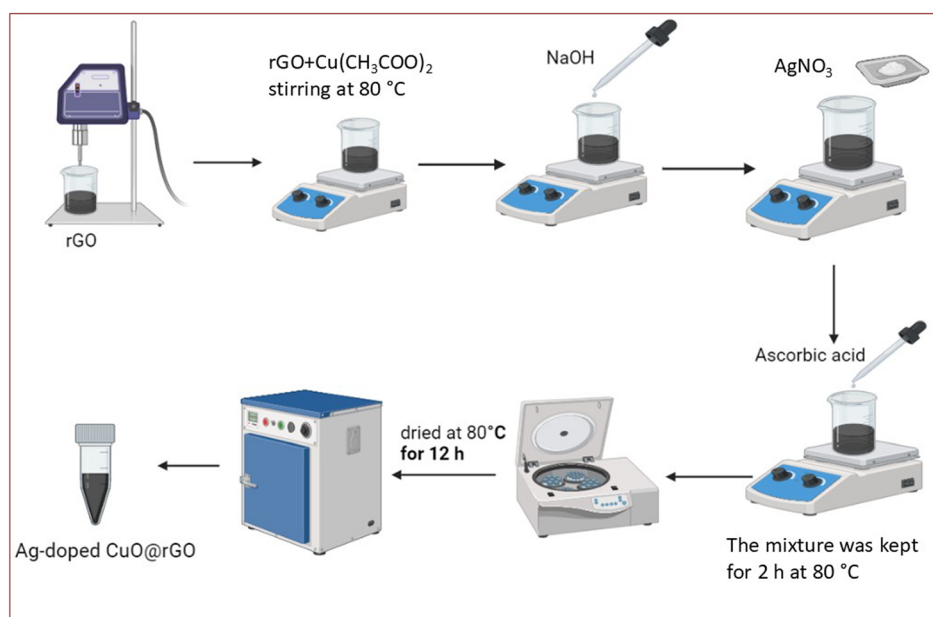 rGO
rGO+Cu(CH₃COO)₂
stirring at 80 °C
NaOH
AgNO₃
Ascorbic acid
The mixture was kept
for 2 h at 80 °C
dried at 80°C
for 12 h
Ag-doped CuO@rGO